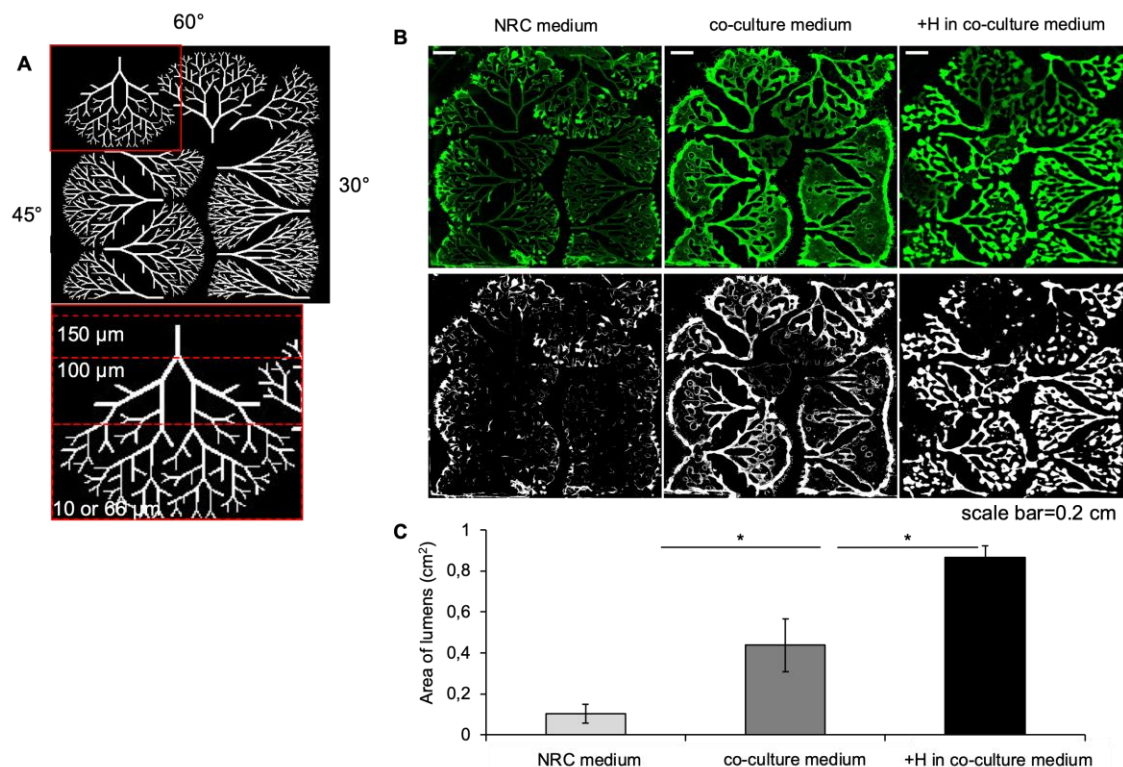 60°
A
45°
30°
150 µm
100 µm
10 or 66 µm
B
NRC medium
co-culture medium
+H in co-culture medium
scale bar=0.2 cm
C
Area of lumens (cm²)
1
0,8
0,6
0,4
0,2
0
*
*
NRC medium
co-culture medium
+H in co-culture medium